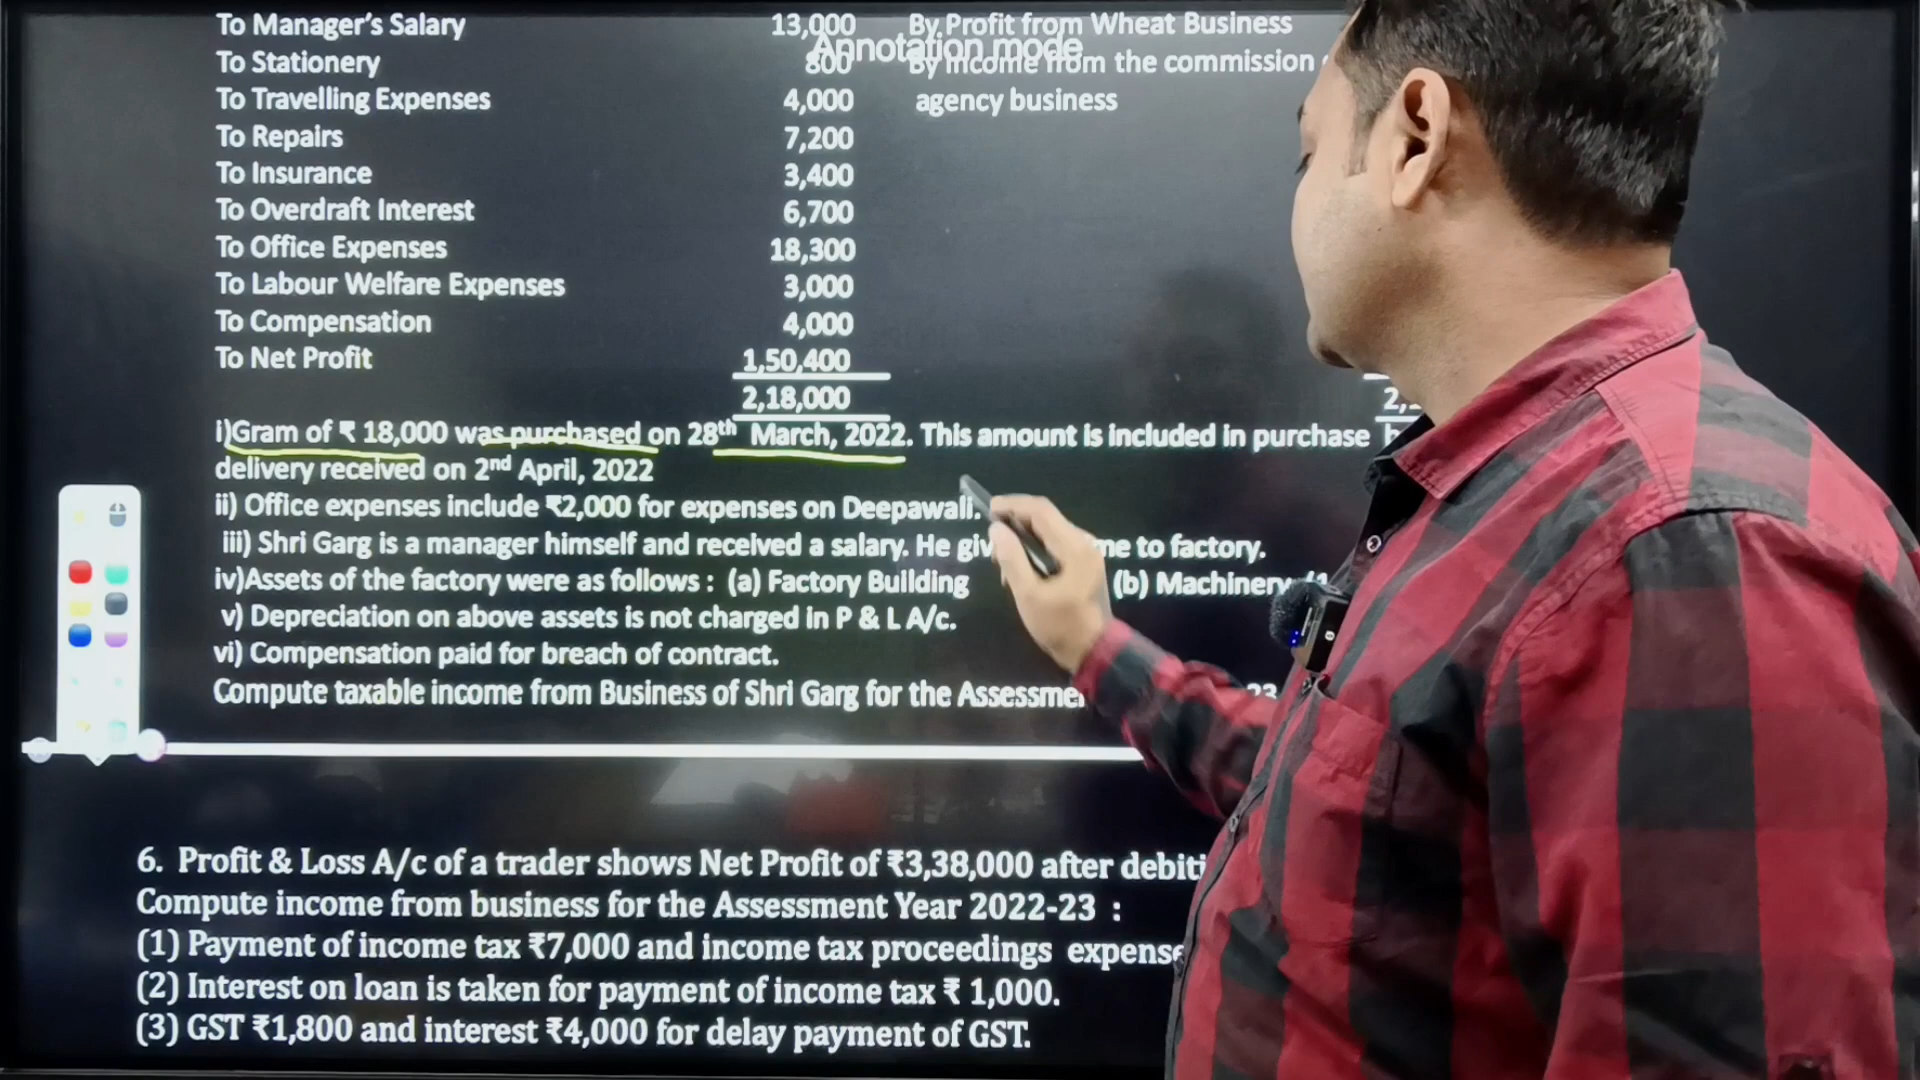 To Manager's Salary 13,000 By Profit from Wheat Business
Annotation mode
To Stationery 800 By income from the commission
To Travelling Expenses 4,000 agency business
To Repairs 7,200
To Insurance 3,400
To Overdraft Interest 6,700
To Office Expenses 18,300
To Labour Welfare Expenses 3,000
To Compensation 4,000
To Net Profit 1,50,400
2,18,000
i)Gram of ₹ 18,000 was purchased on 28th March, 2022. This amount is included in purchase
delivery received on 2nd April, 2022
ii) Office expenses include ₹2,000 for expenses on Deepawali.
iii) Shri Garg is a manager himself and received a salary. He to factory.
iv)Assets of the factory were as follows : (a) Factory Building (b) Machinery
v) Depreciation on above assets is not charged in P & L A/c.
vi) Compensation paid for breach of contract.
Compute taxable income from Business of Shri Garg for the 23
6. Profit & Loss A/c of a trader shows Net Profit of ₹3,38,000 after
Compute income from business for the Assessment Year 2022-23 :
(1) Payment of income tax ₹7,000 and income tax proceedings
(2) Interest on loan is taken for payment of income tax ₹ 1,000.
(3) GST ₹1,800 and interest ₹4,000 for delay payment of GST.